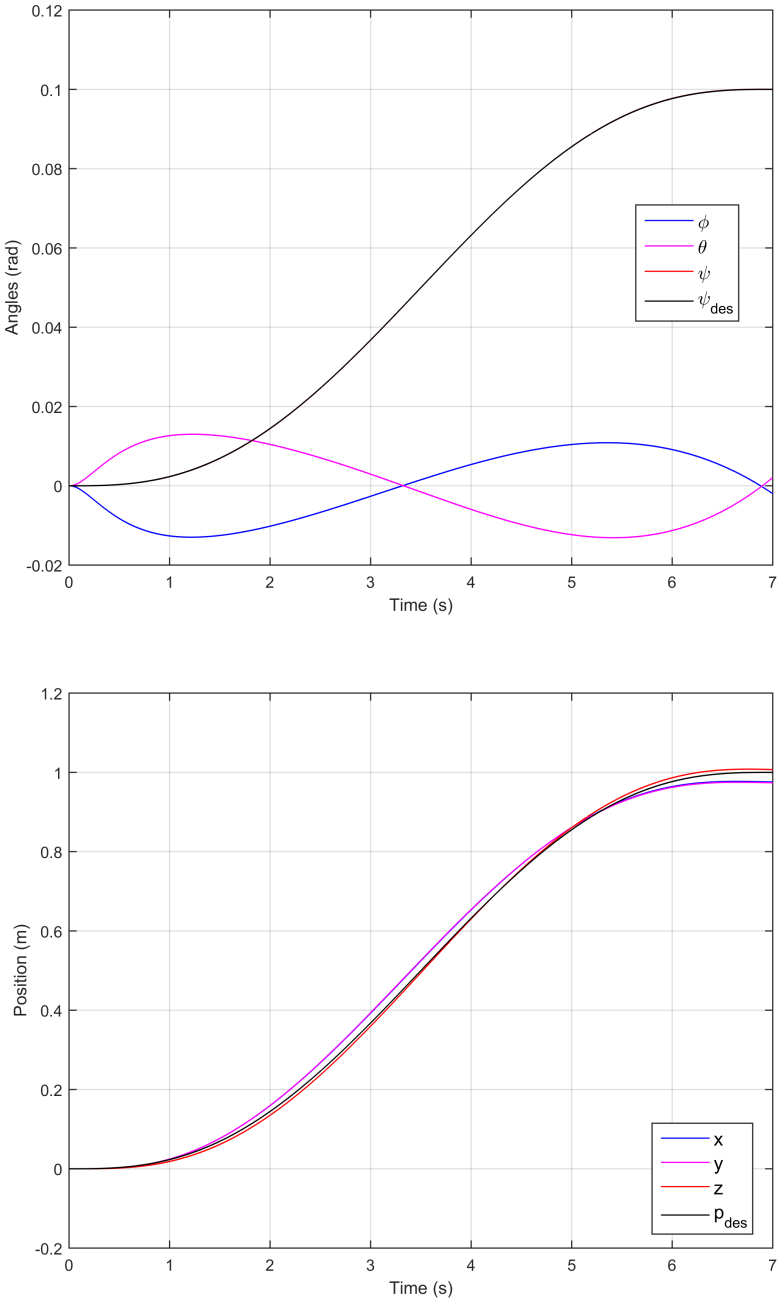 0.12
0.1
0.08
0.06
0.04
0.02
0
-0.02
Angles (rad)
ϕ
θ
ψ
ψdes
0 1 2 3 4 5 6 7
Time (s)
1.2
1
0.8
0.6
0.4
0.2
0
-0.2
Position (m)
x
y
z
pdes
0 1 2 3 4 5 6 7
Time (s)